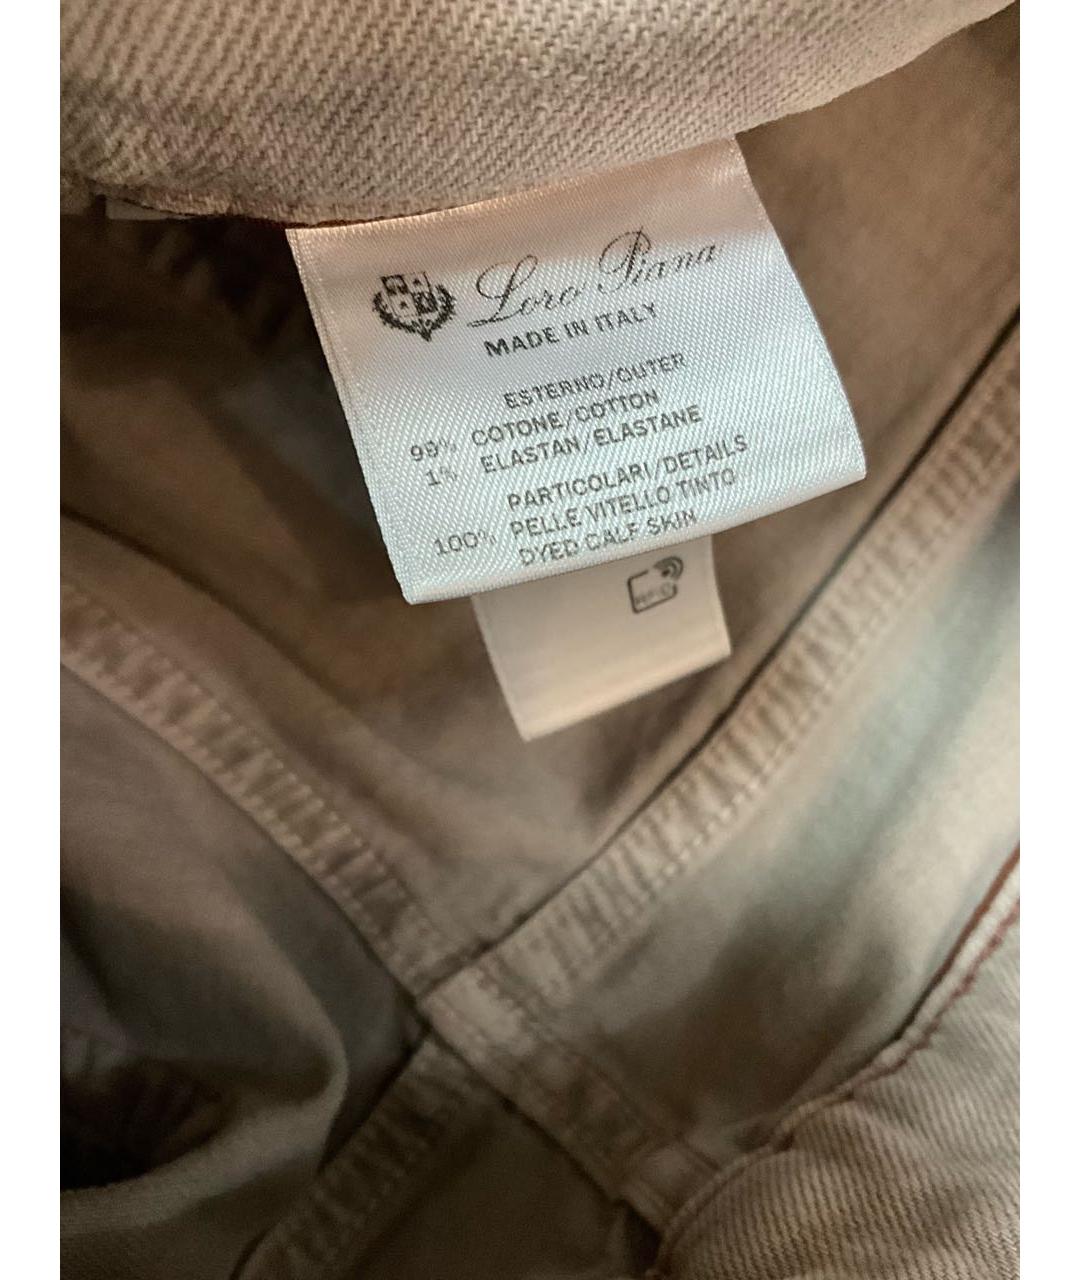 Loro Piana
MADE IN ITALY
ESTERNO/OUTER
99% COTONE/COTTON
1% ELASTAN/ELASTANE
PARTICOLARI/DETAILS
100% PELLE VITELLO TINTO
DYED CALF SKIN